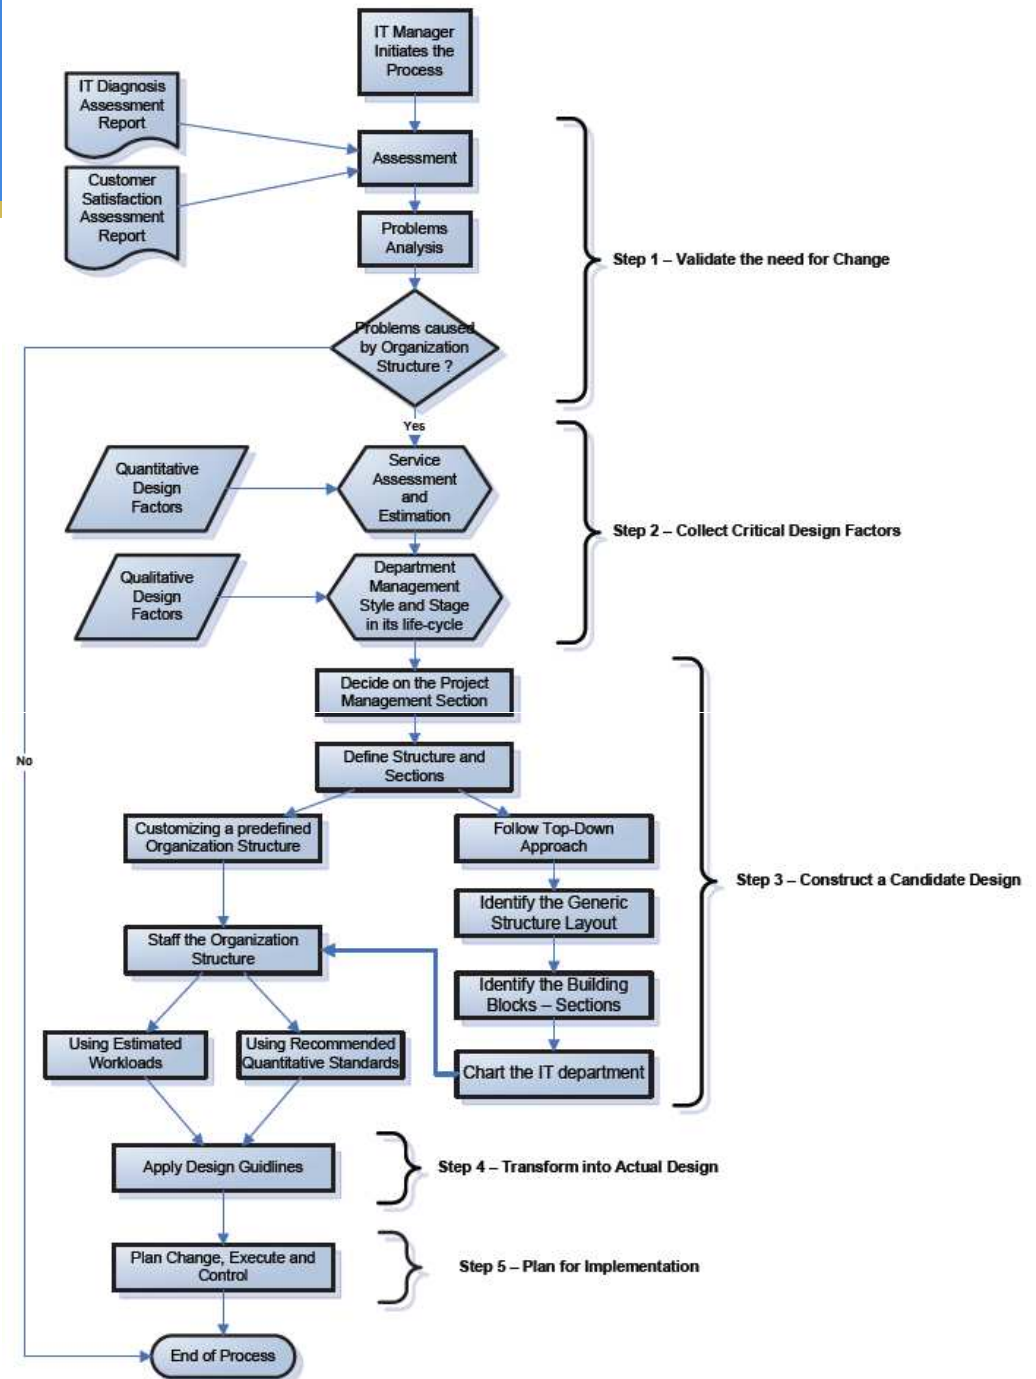 IT Manager
Initiates the
Process
IT Diagnosis
Assessment
Report
Assessment
Customer
Satisfaction
Assessment
Report
Problems
Analysis
Step 1 – Validate the need for Change
Problems caused
by Organization
Structure ?
Yes
Quantitative
Design
Factors
Service
Assessment
and
Estimation
Step 2 – Collect Critical Design Factors
Qualitative
Design
Factors
Department
Management
Style and Stage
in its life-cycle
Decide on the Project
Management Section
No
Define Structure and
Sections
Customizing a predefined
Organization Structure
Follow Top-Down
Approach
Step 3 – Construct a Candidate Design
Identify the Generic
Structure Layout
Staff the Organization
Structure
Identify the Building
Blocks – Sections
Using Estimated
Workloads
Using Recommended
Quantitative Standards
Chart the IT department
Apply Design Guidlines
Step 4 – Transform into Actual Design
Plan Change, Execute and
Control
Step 5 – Plan for Implementation
End of Process